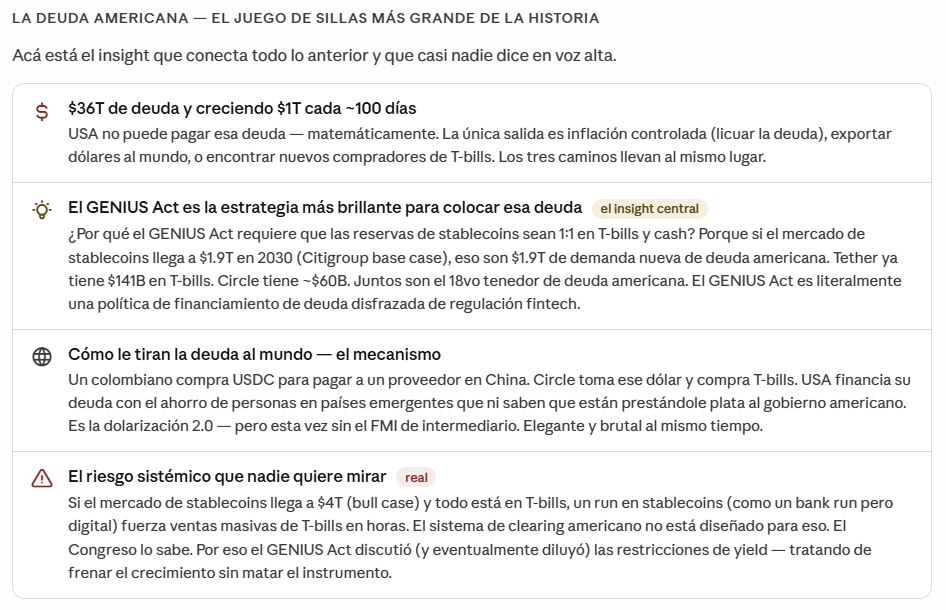 LA DEUDA AMERICANA — EL JUEGO DE SILLAS MÁS GRANDE DE LA HISTORIA
Acá está el insight que conecta todo lo anterior y que casi nadie dice en voz alta.
$36T de deuda y creciendo $1T cada ~100 días
USA no puede pagar esa deuda — matemáticamente. La única salida es inflación controlada (licuar la deuda), exportar
dólares al mundo, o encontrar nuevos compradores de T-bills. Los tres caminos llevan al mismo lugar.
El GENIUS Act es la estrategia más brillante para colocar esa deuda el insight central
¿Por qué el GENIUS Act requiere que las reservas de stablecoins sean 1:1 en T-bills y cash? Porque si el mercado de
stablecoins llega a $1.9T en 2030 (Citigroup base case), eso son $1.9T de demanda nueva de deuda americana. Tether ya
tiene $141B en T-bills. Circle tiene ~$60B. Juntos son el 18vo tenedor de deuda americana. El GENIUS Act es literalmente
una política de financiamiento de deuda disfrazada de regulación fintech.
Cómo le tiran la deuda al mundo — el mecanismo
Un colombiano compra USDC para pagar a un proveedor en China. Circle toma ese dólar y compra T-bills. USA financia su
deuda con el ahorro de personas en países emergentes que ni saben que están prestándole plata al gobierno americano.
Es la dolarización 2.0 — pero esta vez sin el FMI de intermediario. Elegante y brutal al mismo tiempo.
El riesgo sistémico que nadie quiere mirar real
Si el mercado de stablecoins llega a $4T (bull case) y todo está en T-bills, un run en stablecoins (como un bank run pero
digital) fuerza ventas masivas de T-bills en horas. El sistema de clearing americano no está diseñado para eso. El
Congreso lo sabe. Por eso el GENIUS Act discutió (y eventualmente diluyó) las restricciones de yield — tratando de
frenar el crecimiento sin matar el instrumento.